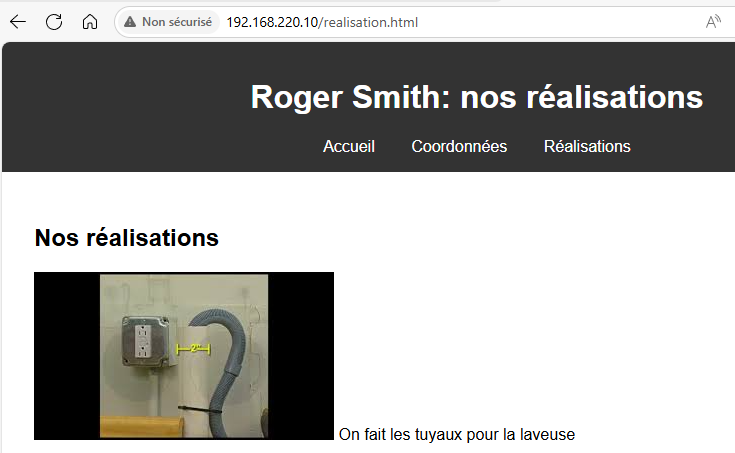 Non sécurisé 192.168.220.10/realisation.html
Roger Smith: nos réalisations
Accueil Coordonnées Réalisations
Nos réalisations
2"
On fait les tuyaux pour la laveuse